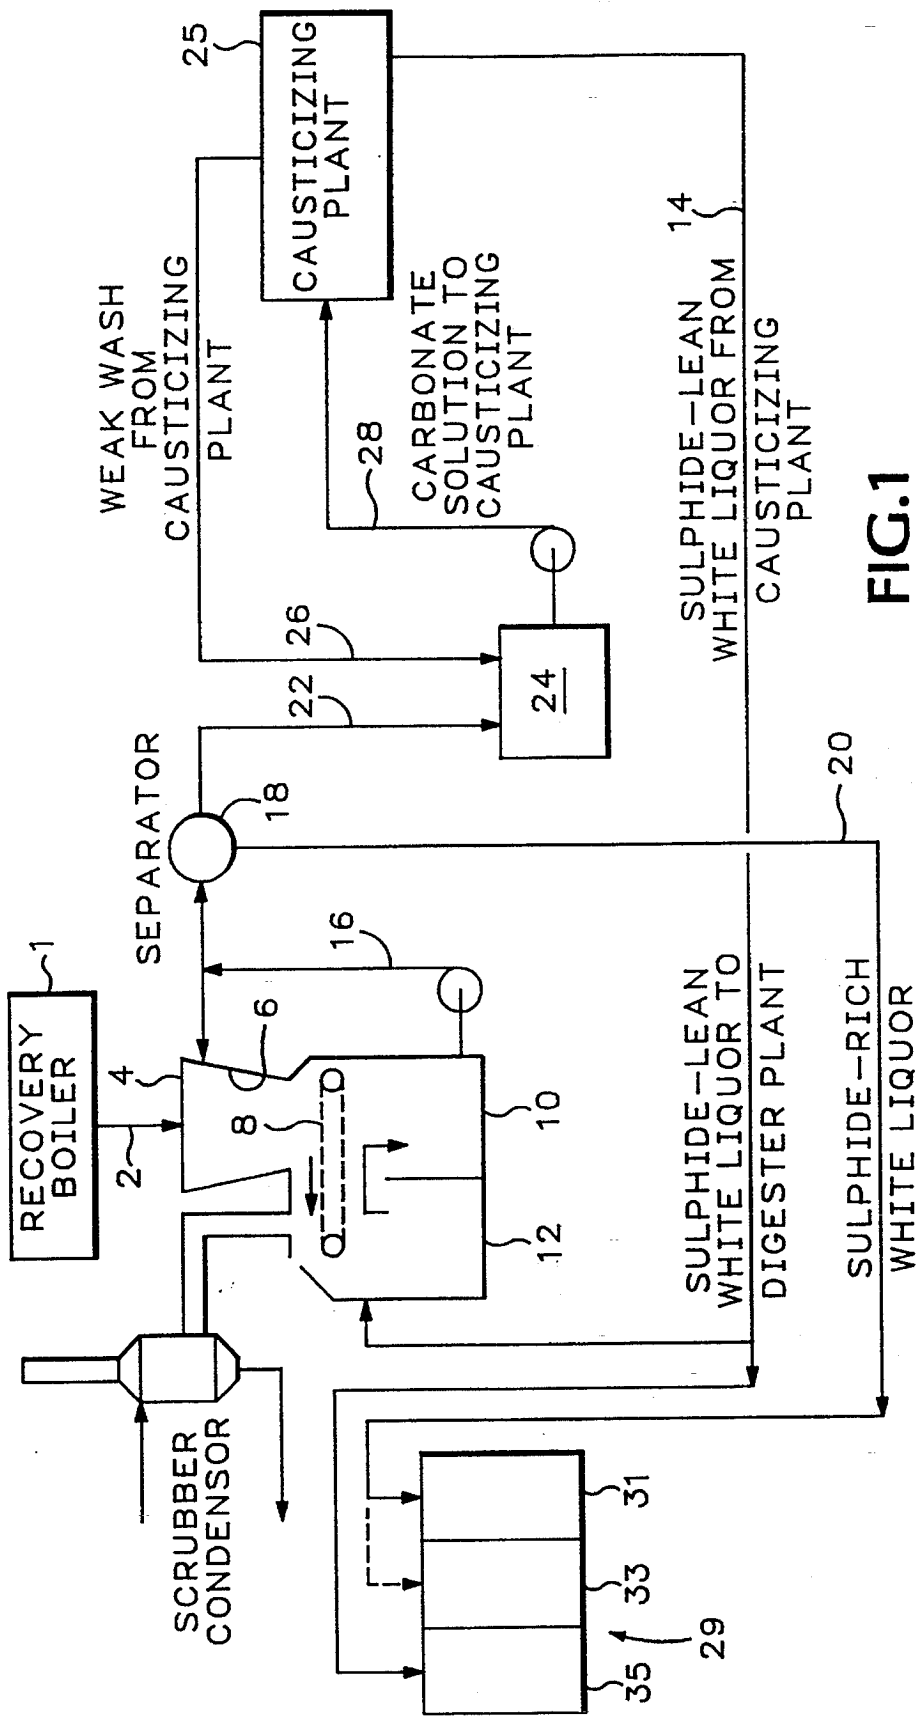 RECOVERY
BOILER
1
2
4
6
8
10
12
16
SEPARATOR
18
20
22
24
26
28
WEAK WASH
FROM
CAUSTICIZING
PLANT
25
CAUSTICIZING
PLANT
CARBONATE
SOLUTION TO
CAUSTICIZING
PLANT
14
SULPHIDE-LEAN
WHITE LIQUOR FROM
CAUSTICIZING
PLANT
SULPHIDE-LEAN
WHITE LIQUOR TO
DIGESTER PLANT
SULPHIDE-RICH
WHITE LIQUOR
SCRUBBER
CONDENSOR
31
33
35
29
FIG.1